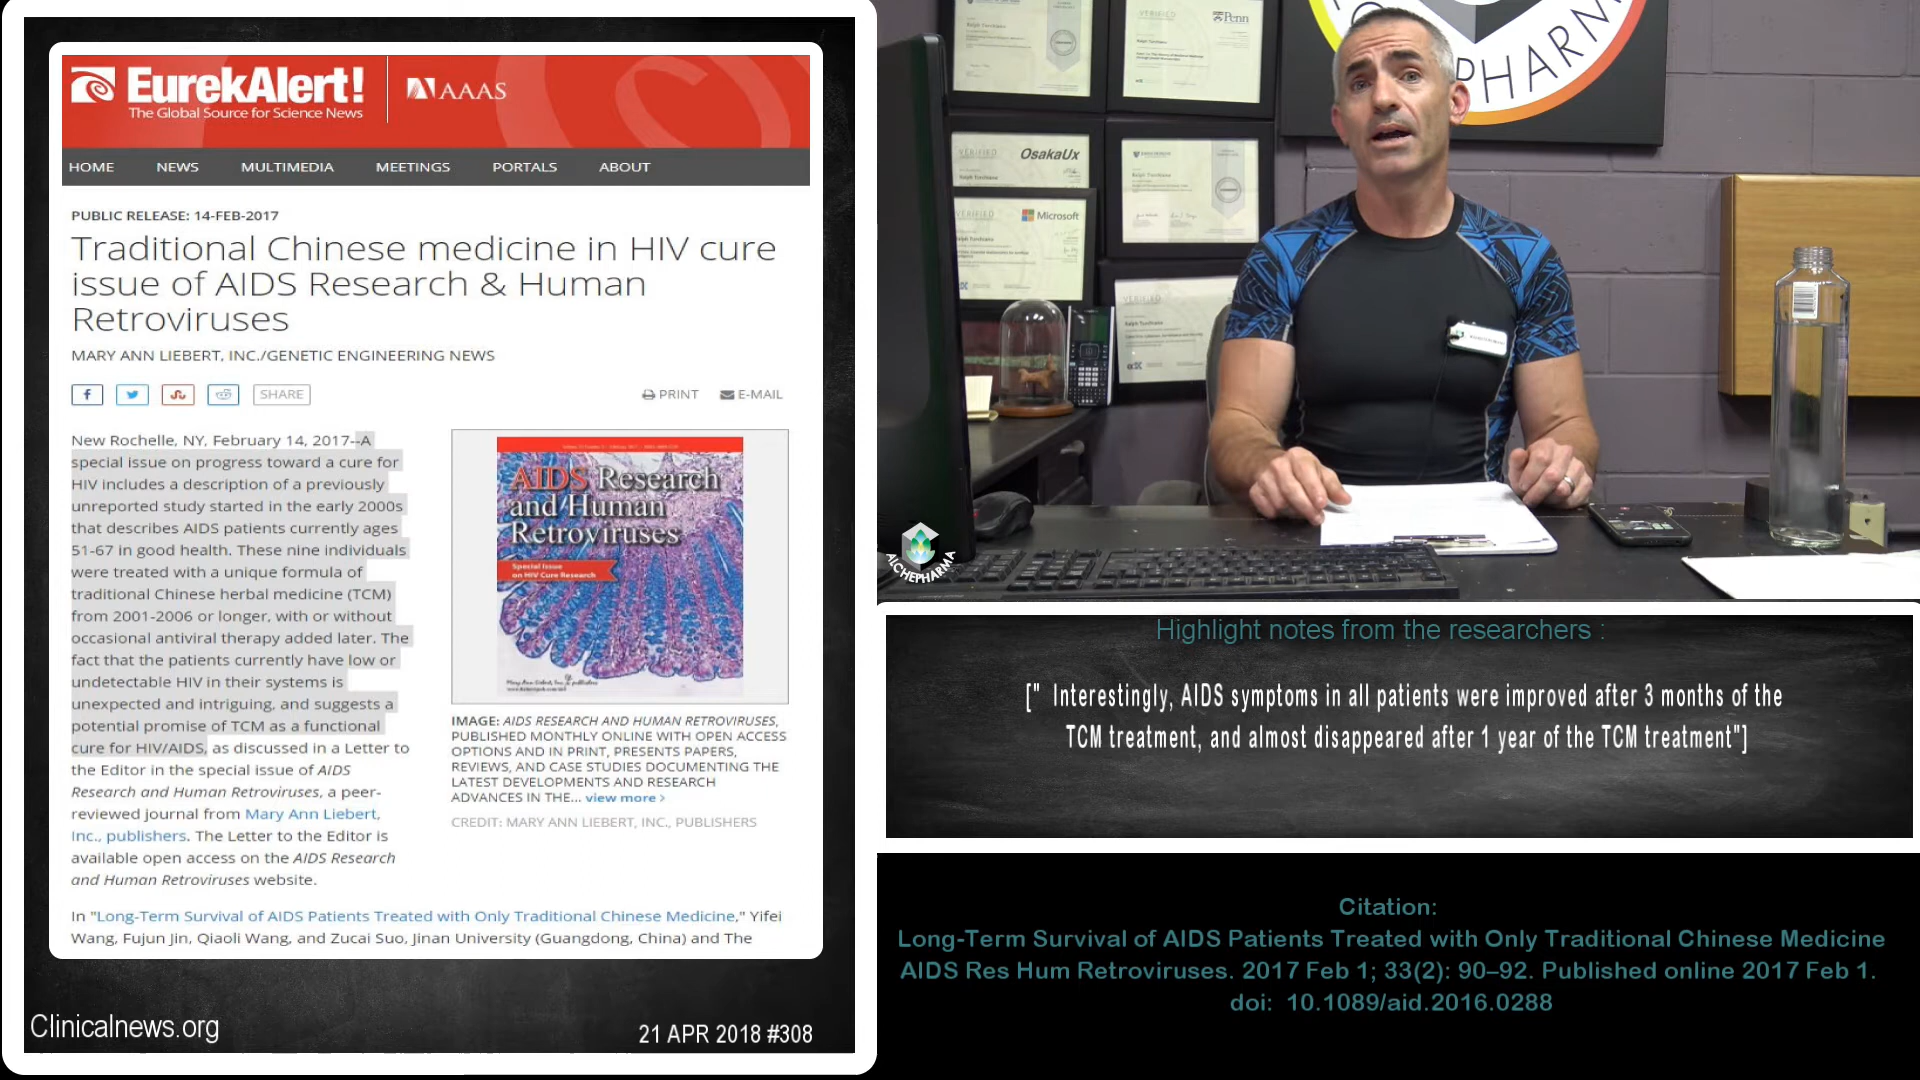 EurekAlert!
The Global Source for Science News
AAAS
HOME NEWS MULTIMEDIA MEETINGS PORTALS ABOUT
PUBLIC RELEASE: 14-FEB-2017
Traditional Chinese medicine in HIV cure
issue of AIDS Research & Human
Retroviruses
MARY ANN LIEBERT, INC./GENETIC ENGINEERING NEWS
SHARE
PRINT E-MAIL
New Rochelle, NY, February 14, 2017--A
special issue on progress toward a cure for
HIV includes a description of a previously
unreported study started in the early 2000s
that describes AIDS patients currently ages
51-67 in good health. These nine individuals
were treated with a unique formula of
traditional Chinese herbal medicine (TCM)
from 2001-2006 or longer, with or without
occasional antiviral therapy added later. The
fact that the patients currently have low or
undetectable HIV in their systems is
unexpected and intriguing, and suggests a
potential promise of TCM as a functional
cure for HIV/AIDS, as discussed in a Letter to
the Editor in the special issue of AIDS
Research and Human Retroviruses, a peer-
reviewed journal from Mary Ann Liebert,
Inc., publishers. The Letter to the Editor is
available open access on the AIDS Research
and Human Retroviruses website.
AIDS Research
and Human
Retroviruses
Special Issue
on HIV Cure Research
Mary Ann Liebert, Inc. publishers
IMAGE: AIDS RESEARCH AND HUMAN RETROVIRUSES,
PUBLISHED MONTHLY ONLINE WITH OPEN ACCESS
OPTIONS AND IN PRINT, PRESENTS PAPERS,
REVIEWS, AND CASE STUDIES DOCUMENTING THE
LATEST DEVELOPMENTS AND RESEARCH
ADVANCES IN THE... view more >
CREDIT: MARY ANN LIEBERT, INC., PUBLISHERS
In "Long-Term Survival of AIDS Patients Treated with Only Traditional Chinese Medicine," Yifei
Wang, Fujun Jin, Qiaoli Wang, and Zucai Suo, Jinan University (Guangdong, China) and The
Clinicalnews.org
21 APR 2018 #308
VERIFIED
Penn
VERIFIED
OsakaUx
VERIFIED
Microsoft
VERIFIED
PHARM
ALCHEPHARMA
Highlight notes from the researchers :
[" Interestingly, AIDS symptoms in all patients were improved after 3 months of the
TCM treatment, and almost disappeared after 1 year of the TCM treatment"]
Citation:
Long-Term Survival of AIDS Patients Treated with Only Traditional Chinese Medicine
AIDS Res Hum Retroviruses. 2017 Feb 1; 33(2): 90–92. Published online 2017 Feb 1.
doi: 10.1089/aid.2016.0288